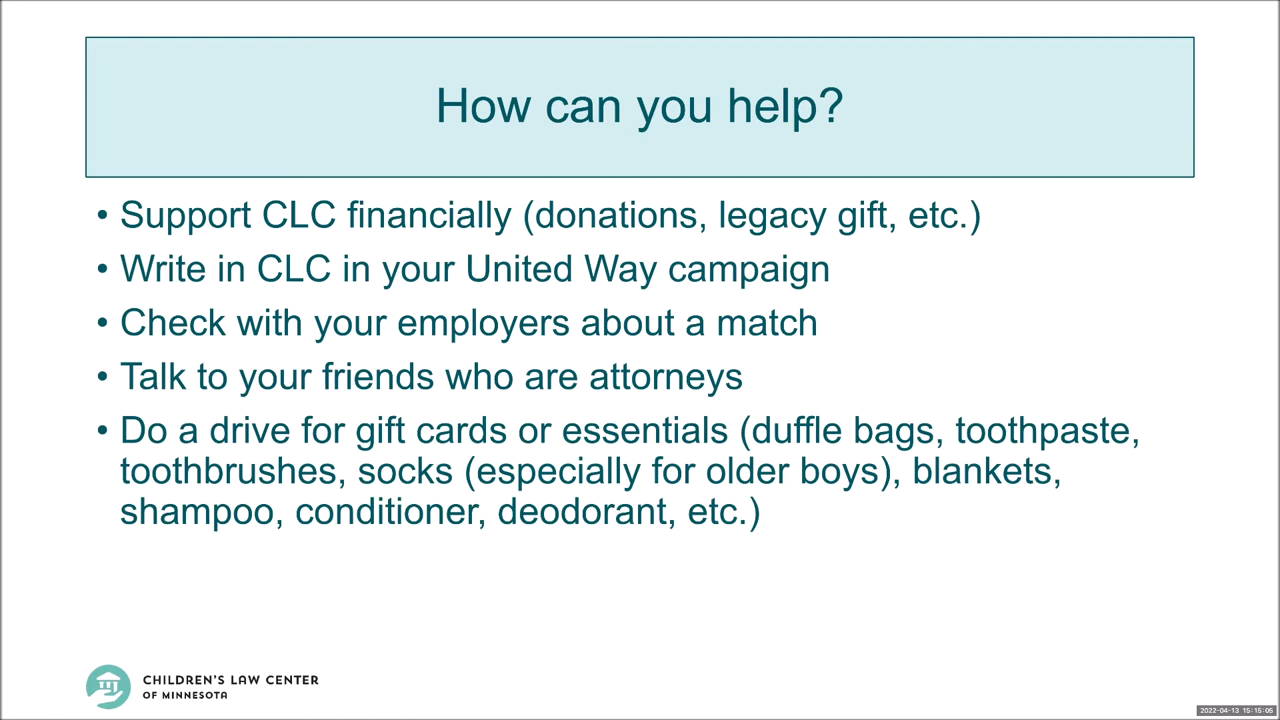 How can you help?
• Support CLC financially (donations, legacy gift, etc.)
• Write in CLC in your United Way campaign
• Check with your employers about a match
• Talk to your friends who are attorneys
• Do a drive for gift cards or essentials (duffle bags, toothpaste,
toothbrushes, socks (especially for older boys), blankets,
shampoo, conditioner, deodorant, etc.)
CHILDREN'S LAW CENTER
OF MINNESOTA
2022-04-13 15:15:05